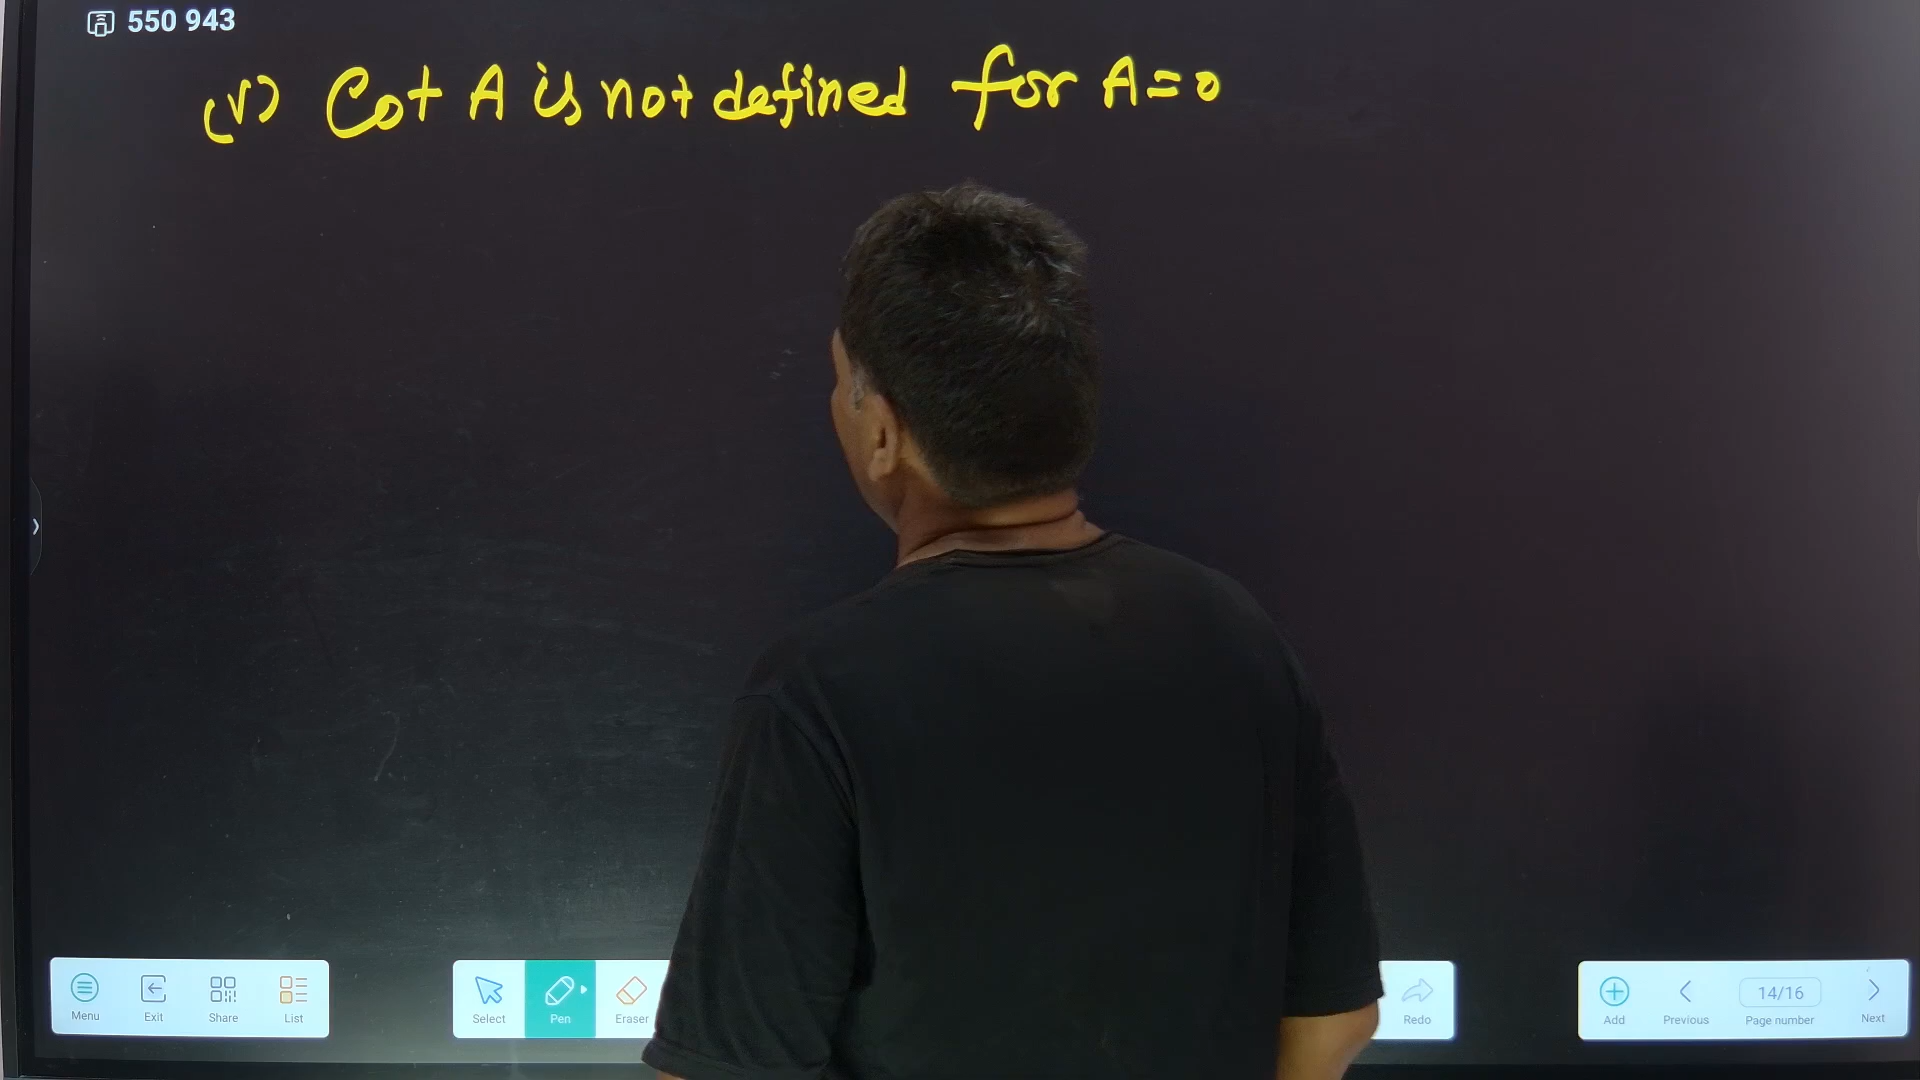 550 943
(v) Cot A is not defined for A=0
Menu Exit Share List Select Pen Eraser Redo Add Previous 14/16 Page number Next